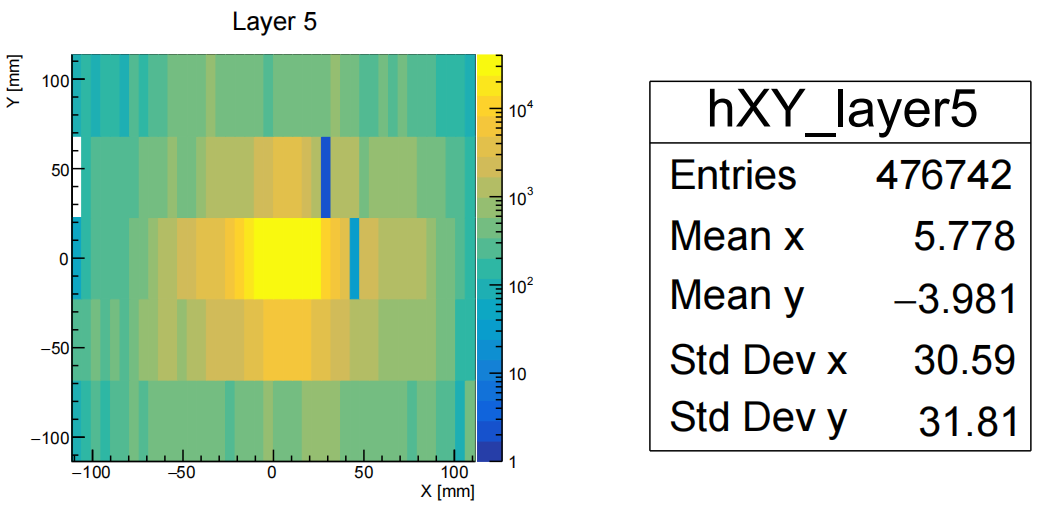 Layer 5
Y [mm]
100
50
0
−50
−100
−100 −50 0 50 100
X [mm]
10⁴
10³
10²
10
1
hXY_layer5
Entries 476742
Mean x 5.778
Mean y −3.981
Std Dev x 30.59
Std Dev y 31.81